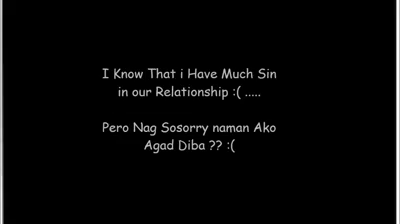 I Know That i Have Much Sin
in our Relationship :( .....
Pero Nag Sosorry naman Ako
Agad Diba ?? :(